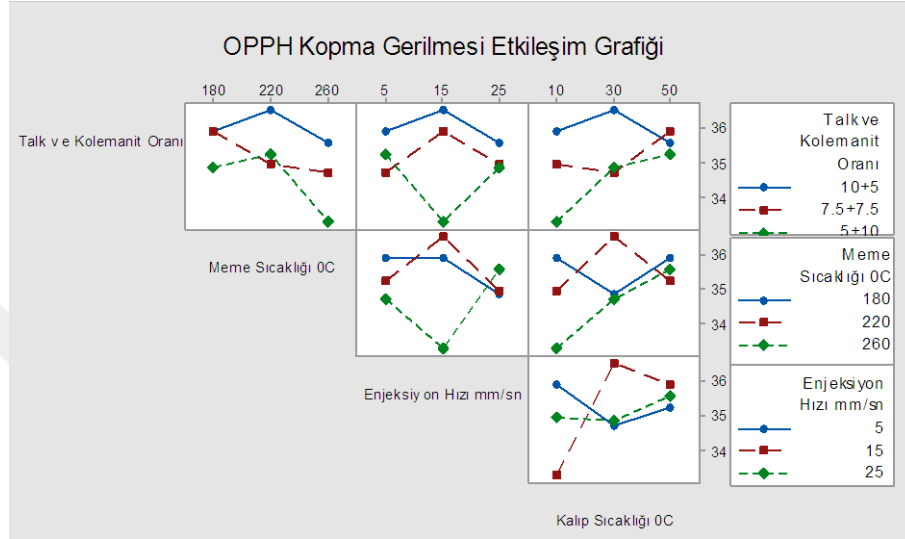 OPPH Kopma Gerilmesi Etkileşim Grafiği
180 220 260 5 15 25 10 30 50
Talk ve Kolemanit Oranı
36
35
34
Talk ve
Kolemanit
Oranı
10+5
7.5+7.5
5+10
Meme Sıcaklığı 0C
36
35
34
Meme
Sıcaklığı 0C
180
220
260
Enjeksiyon Hızı mm/sn
36
35
34
Enjeksiyon
Hızı mm/sn
5
15
25
Kalıp Sıcaklığı 0C